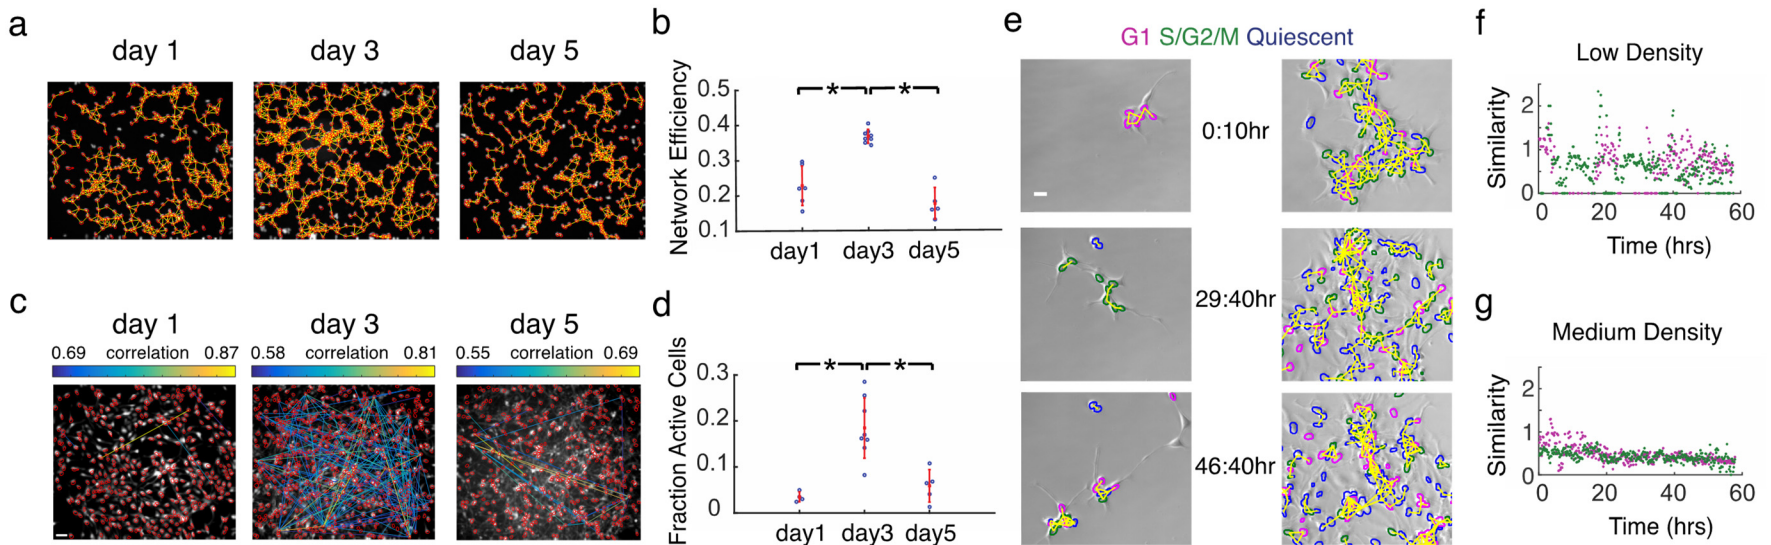 a
day 1 day 3 day 5
b
Network Efficiency
0.5
0.4
0.3
0.2
0.1
* *
day1 day3 day5
c
day 1 day 3 day 5
0.69 correlation 0.87
0.58 correlation 0.81
0.55 correlation 0.69
d
Fraction Active Cells
0.3
0.2
0.1
0
* *
day1 day3 day5
e
G1 S/G2/M Quiescent
0:10hr
29:40hr
46:40hr
f
Low Density
Similarity
2
1
0
0 20 40 60
Time (hrs)
g
Medium Density
Similarity
2
1
0
0 20 40 60
Time (hrs)